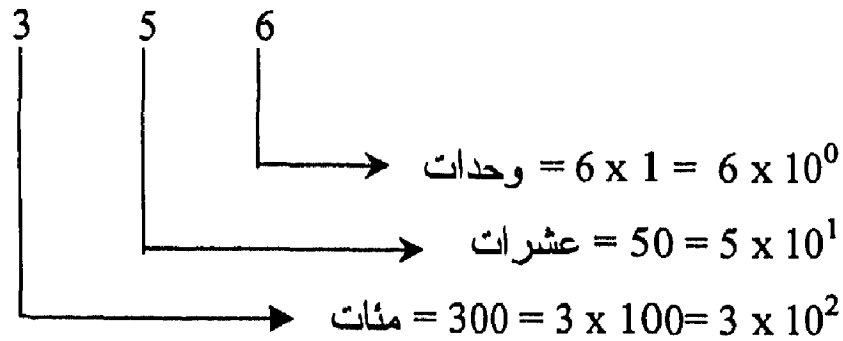 3 5 6
وحدات = 6 x 1 = 6 x 10⁰
عشرات = 50 = 5 x 10¹
مئات = 300 = 3 x 100= 3 x 10²